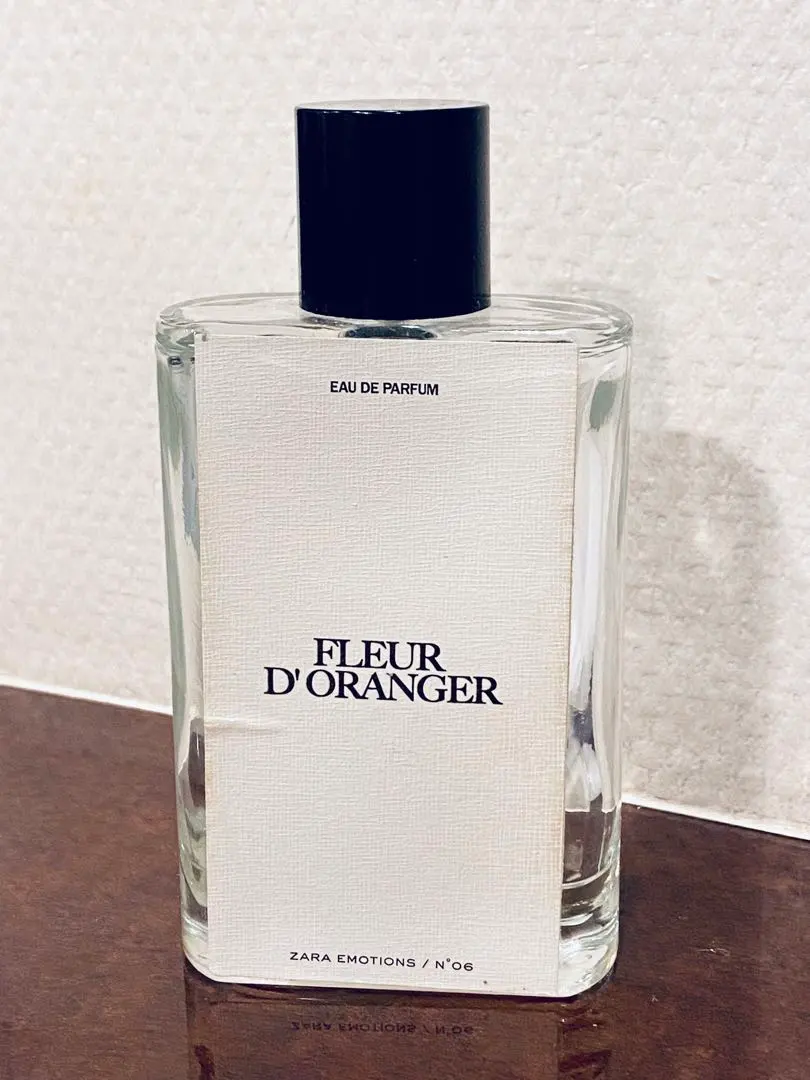 EAU DE PARFUM
FLEUR
D'ORANGER
ZARA EMOTIONS / N°06